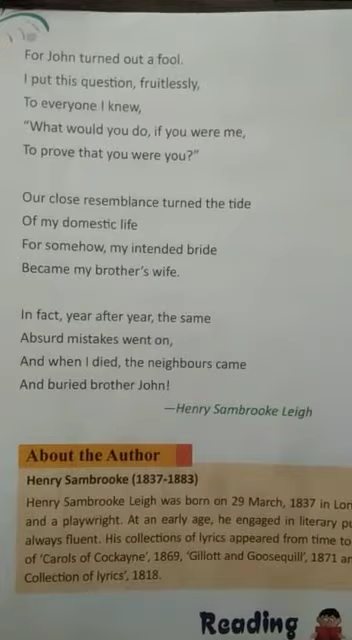 For John turned out a fool.
I put this question, fruitlessly,
To everyone I knew,
"What would you do, if you were me,
To prove that you were you?"
Our close resemblance turned the tide
Of my domestic life
For somehow, my intended bride
Became my brother's wife.
In fact, year after year, the same
Absurd mistakes went on,
And when I died, the neighbours came
And buried brother John!
—Henry Sambrooke Leigh
About the Author
Henry Sambrooke (1837-1883)
Henry Sambrooke Leigh was born on 29 March, 1837 in
and a playwright. At an early age, he engaged in literary
always fluent. His collections of lyrics appeared from time to
of 'Carols of Cockayne', 1869, 'Gillott and Goosequill', 1871
Collection of lyrics', 1818.
Reading